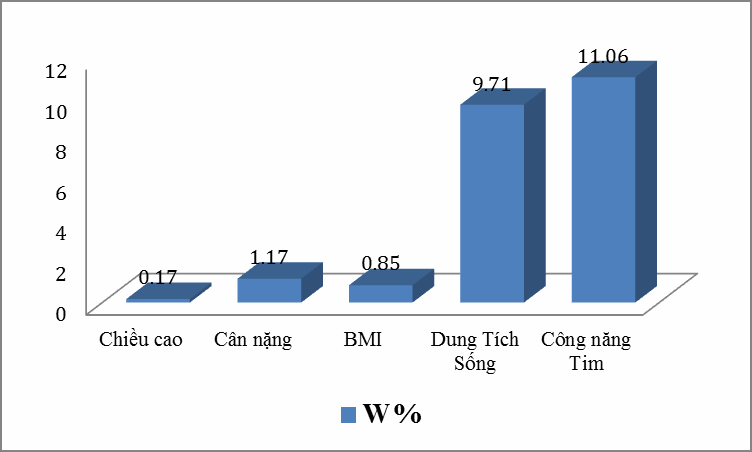 12
10
8
6
4
2
0
0.17
1.17
0.85
9.71
11.06
Chiều cao
Cân nặng
BMI
Dung Tích
Sống
Công năng
Tim
W%